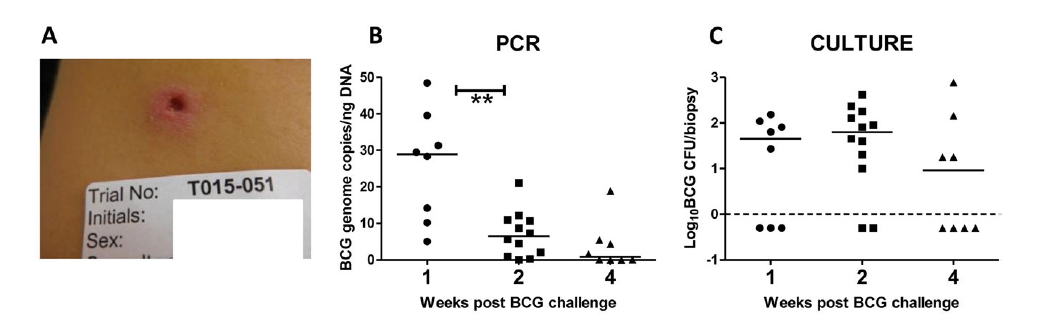 A
Trial No: T015-051
Initials:
Sex:
B
PCR
BCG genome copies/ng DNA
50
40
30
20
10
0
**
1 2 4
Weeks post BCG challenge
C
CULTURE
Log10BCG CFU/biopsy
3
2
1
0
-1
1 2 4
Weeks post BCG challenge